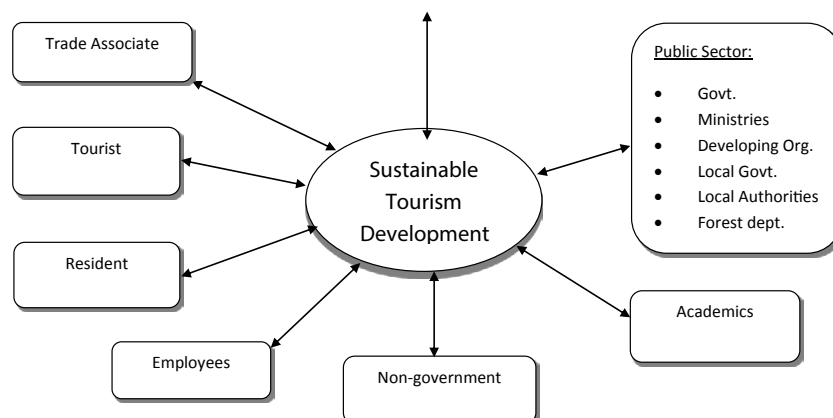 Trade Associate
Tourist
Resident
Employees
Non-government
Academics
Sustainable
Tourism
Development
Public Sector:
• Govt.
• Ministries
• Developing Org.
• Local Govt.
• Local Authorities
• Forest dept.